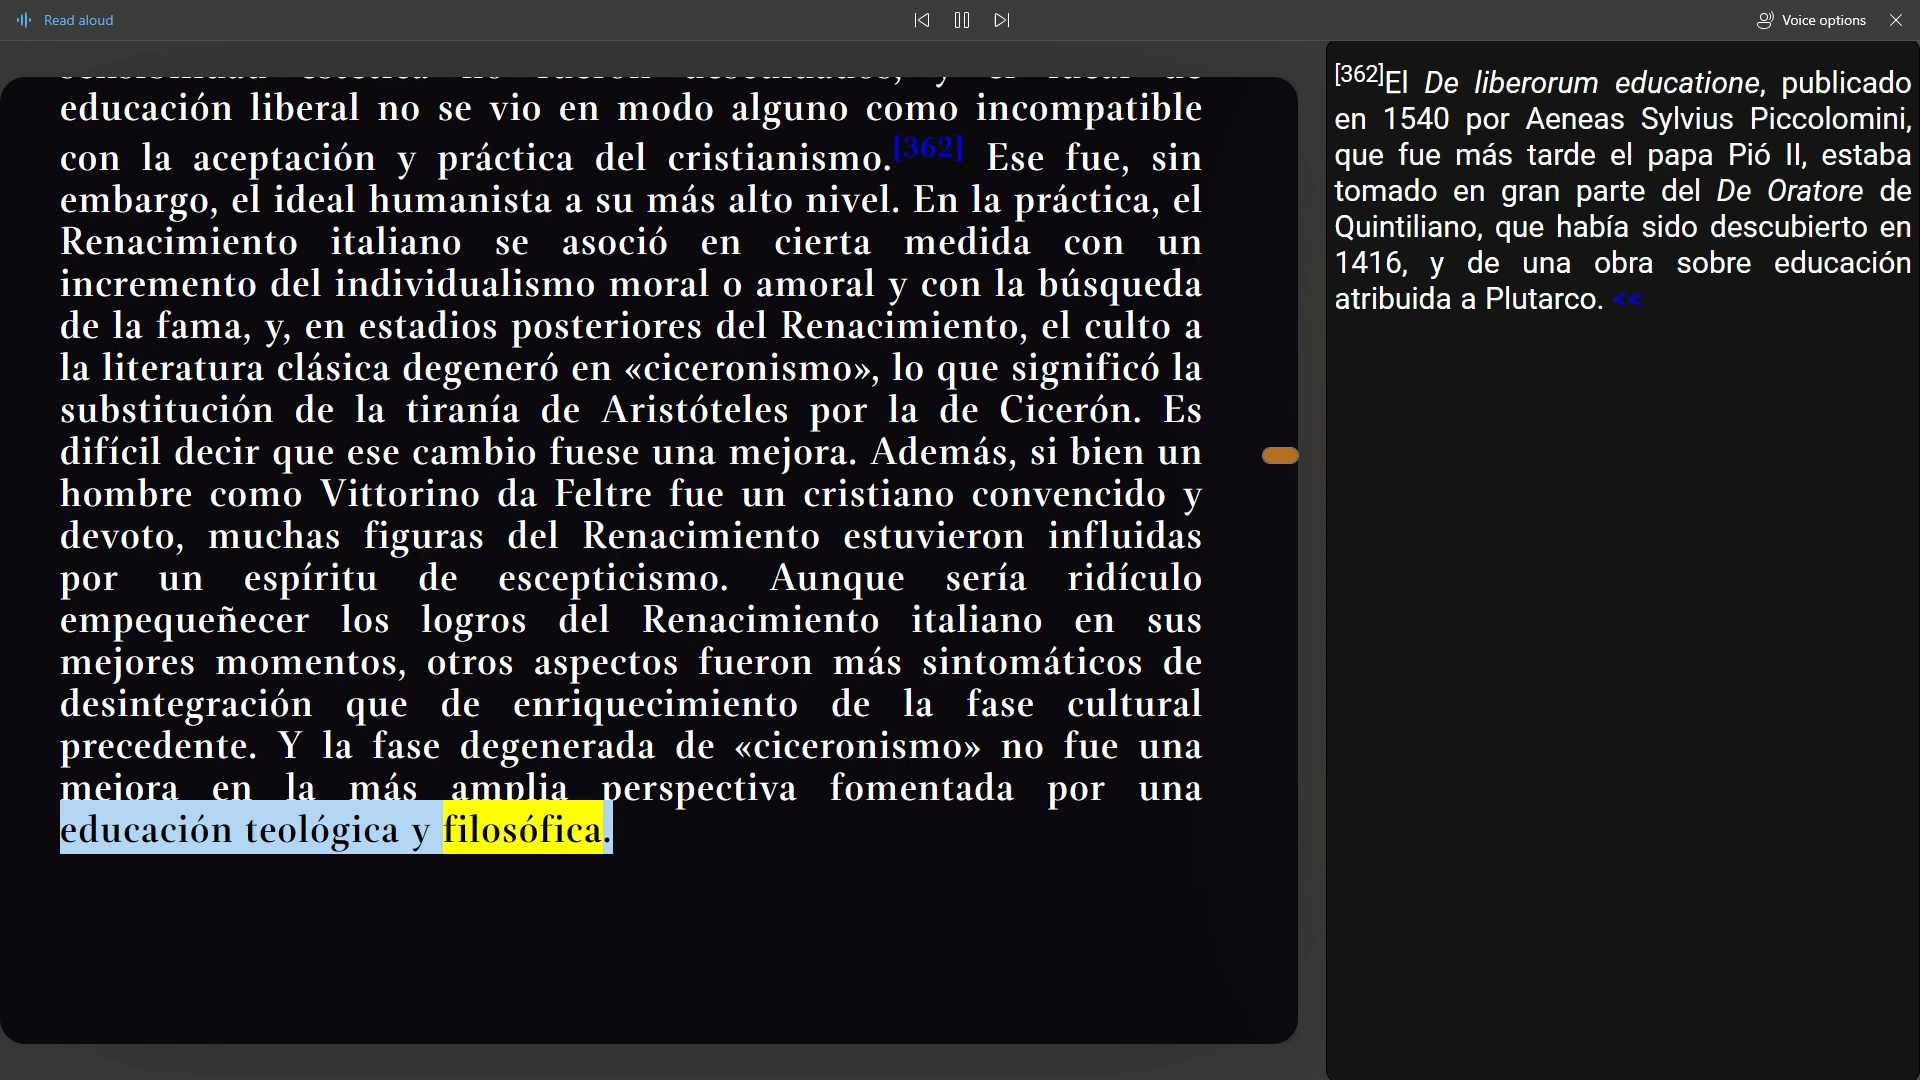 Read aloud
Voice options
educación liberal no se vio en modo alguno como incompatible
con la aceptación y práctica del cristianismo.[362] Ese fue, sin
embargo, el ideal humanista a su más alto nivel. En la práctica, el
Renacimiento italiano se asoció en cierta medida con un
incremento del individualismo moral o amoral y con la búsqueda
de la fama, y, en estadios posteriores del Renacimiento, el culto a
la literatura clásica degeneró en «ciceronismo», lo que significó la
substitución de la tiranía de Aristóteles por la de Cicerón. Es
difícil decir que ese cambio fuese una mejora. Además, si bien un
hombre como Vittorino da Feltre fue un cristiano convencido y
devoto, muchas figuras del Renacimiento estuvieron influidas
por un espíritu de escepticismo. Aunque sería ridículo
empequeñecer los logros del Renacimiento italiano en sus
mejores momentos, otros aspectos fueron más sintomáticos de
desintegración que de enriquecimiento de la fase cultural
precedente. Y la fase degenerada de «ciceronismo» no fue una
mejora en la más amplia perspectiva fomentada por una
educación teológica y filosófica.
[362]El De liberorum educatione, publicado
en 1540 por Aeneas Sylvius Piccolomini,
que fue más tarde el papa Pió II, estaba
tomado en gran parte del De Oratore de
Quintiliano, que había sido descubierto en
1416, y de una obra sobre educación
atribuida a Plutarco. <<